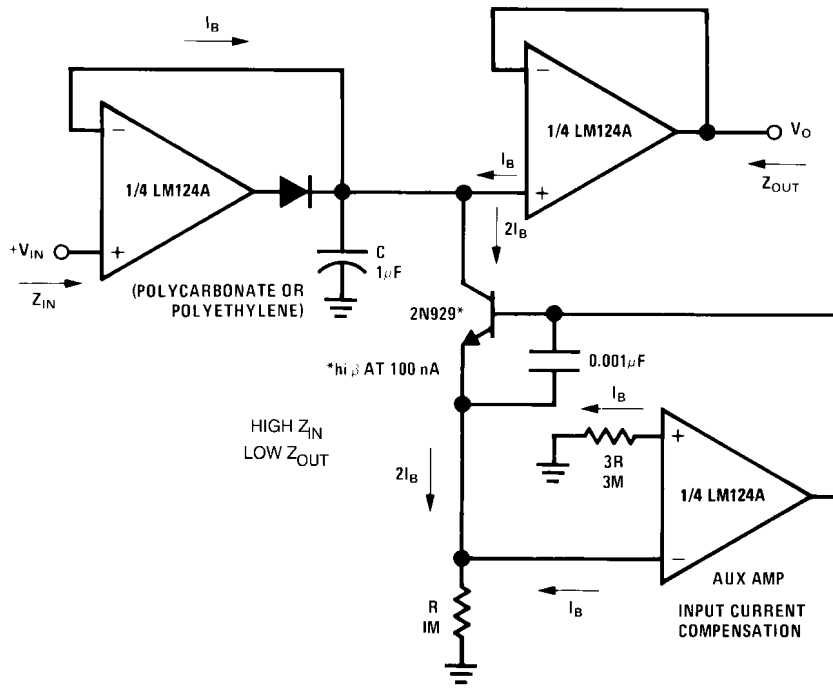 I_B
−
1/4 LM124A
+
+V_IN
Z_IN
C
1μF
(POLYCARBONATE OR
POLYETHYLENE)
−
1/4 LM124A
+
I_B
V_O
Z_OUT
2I_B
2N929*
*hi β AT 100 nA
0.001μF
HIGH Z_IN
LOW Z_OUT
I_B
3R
3M
+
1/4 LM124A
−
2I_B
I_B
R
1M
AUX AMP
INPUT CURRENT
COMPENSATION